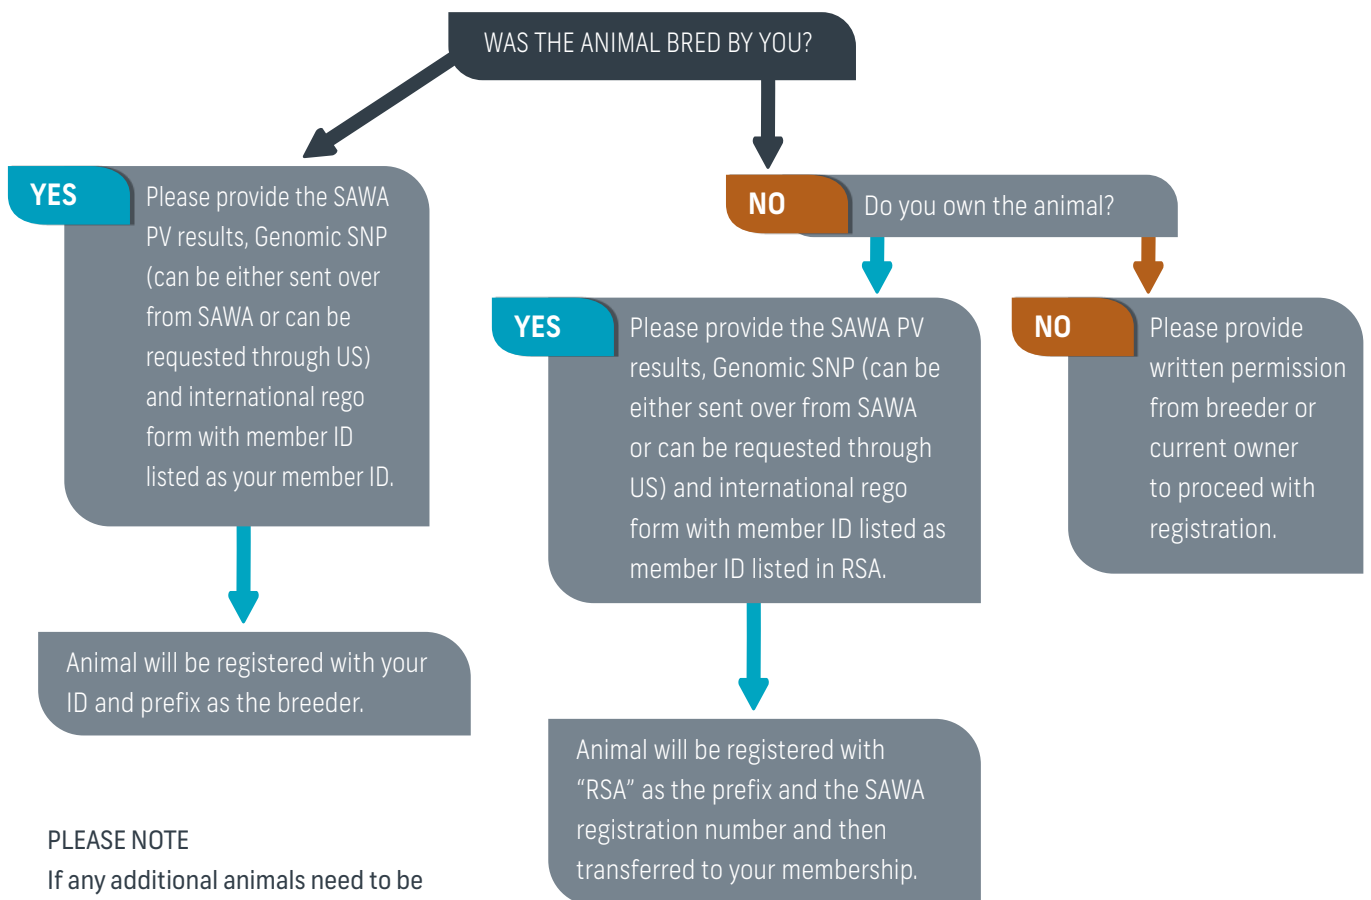 WAS THE ANIMAL BRED BY YOU?
YES
Please provide the SAWA
PV results, Genomic SNP
(can be either sent over
from SAWA or can be
requested through US)
and international rego
form with member ID
listed as your member ID.
Animal will be registered with your
ID and prefix as the breeder.
NO
Do you own the animal?
YES
Please provide the SAWA PV
results, Genomic SNP (can be
either sent over from SAWA
or can be requested through
US) and international rego
form with member ID listed as
member ID listed in RSA.
Animal will be registered with
“RSA” as the prefix and the SAWA
registration number and then
transferred to your membership.
NO
Please provide
written permission
from breeder or
current owner
to proceed with
registration.
PLEASE NOTE
If any additional animals need to be